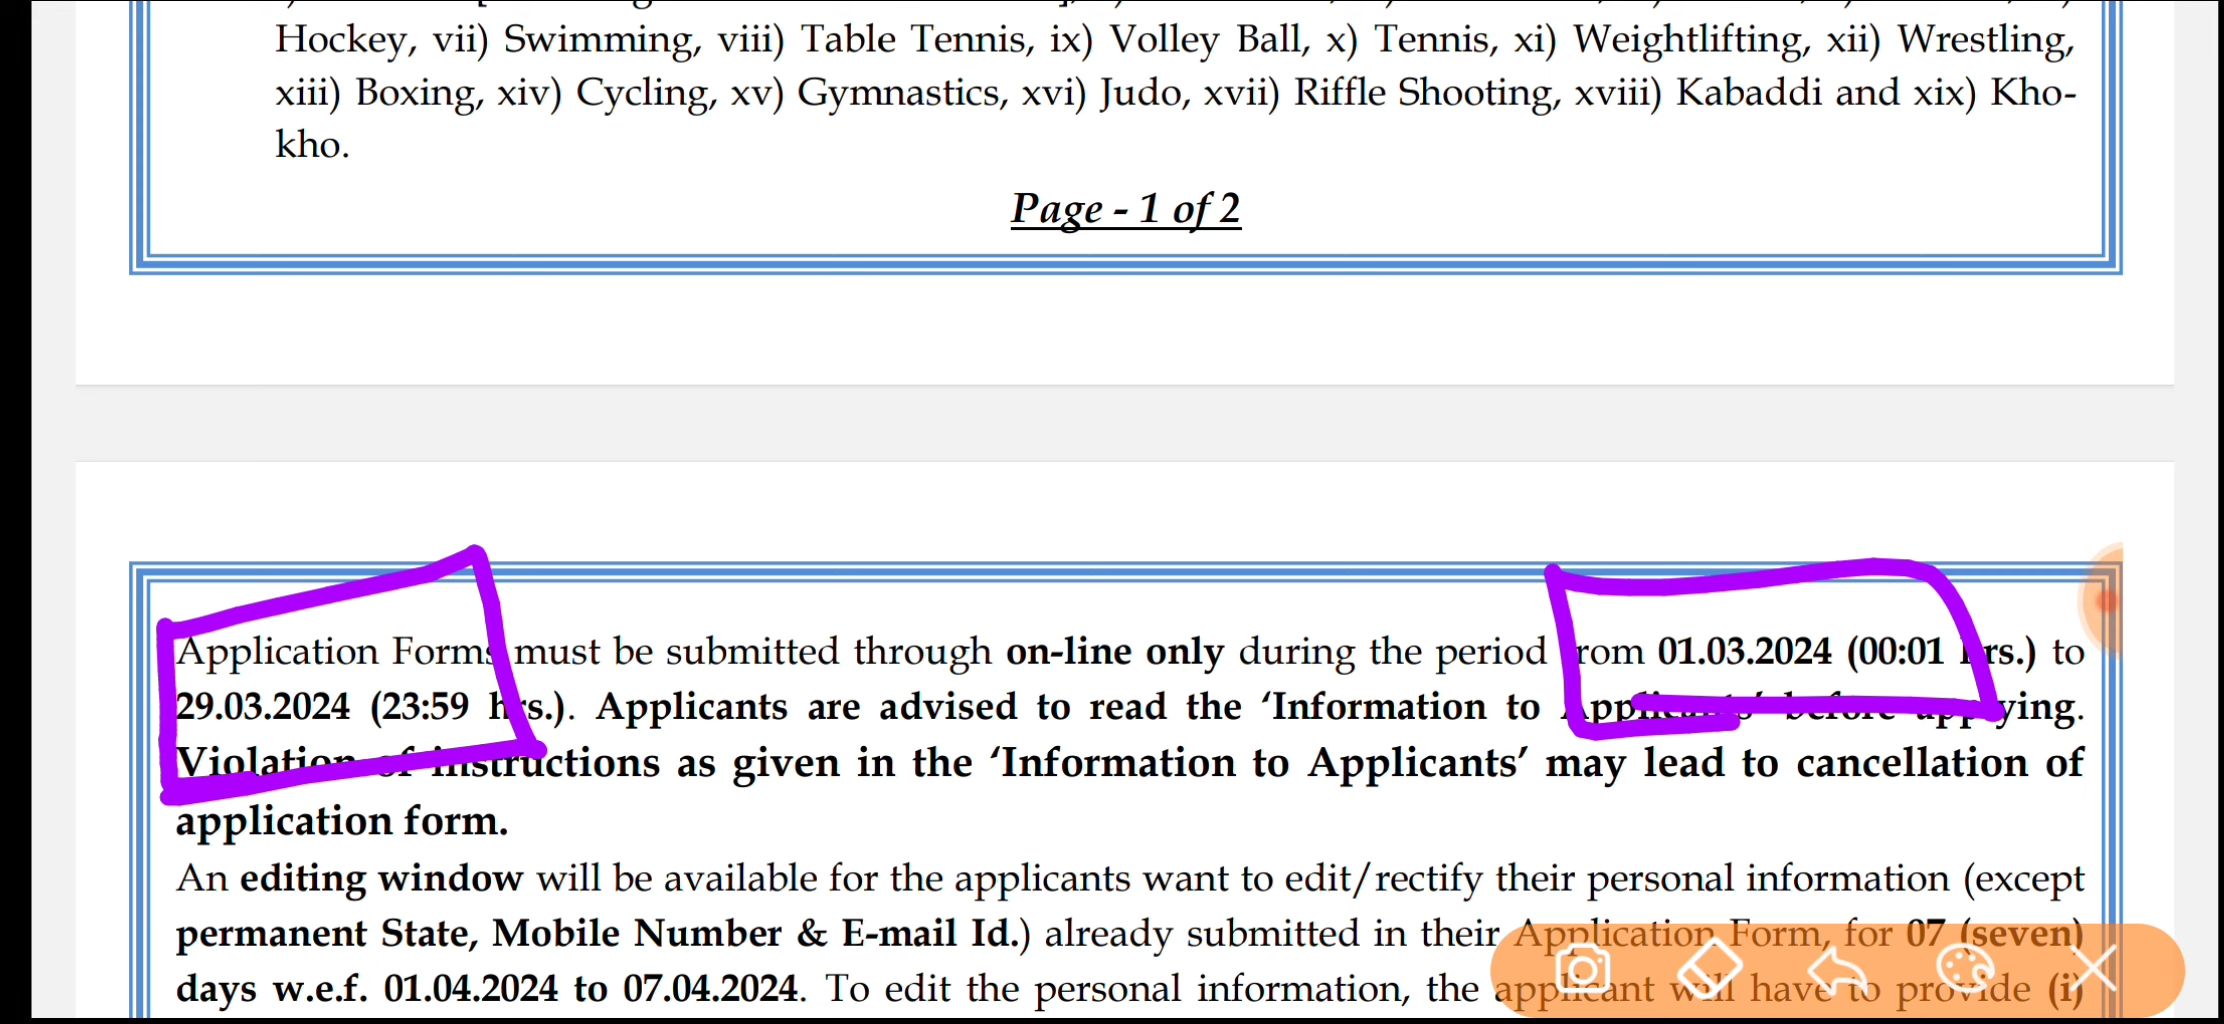 Hockey, vii) Swimming, viii) Table Tennis, ix) Volley Ball, x) Tennis, xi) Weightlifting, xii) Wrestling,
xiii) Boxing, xiv) Cycling, xv) Gymnastics, xvi) Judo, xvii) Riffle Shooting, xviii) Kabaddi and xix) Kho-
kho.
Page - 1 of 2
Application Forms must be submitted through on-line only during the period from 01.03.2024 (00:01 hrs.) to
29.03.2024 (23:59 hrs.). Applicants are advised to read the ‘Information to Applicants’ before applying.
Violation of instructions as given in the ‘Information to Applicants’ may lead to cancellation of
application form.
An editing window will be available for the applicants want to edit/rectify their personal information (except
permanent State, Mobile Number & E-mail Id.) already submitted in their Application Form, for 07 (seven)
days w.e.f. 01.04.2024 to 07.04.2024. To edit the personal information, the applicant will have to provide (i)